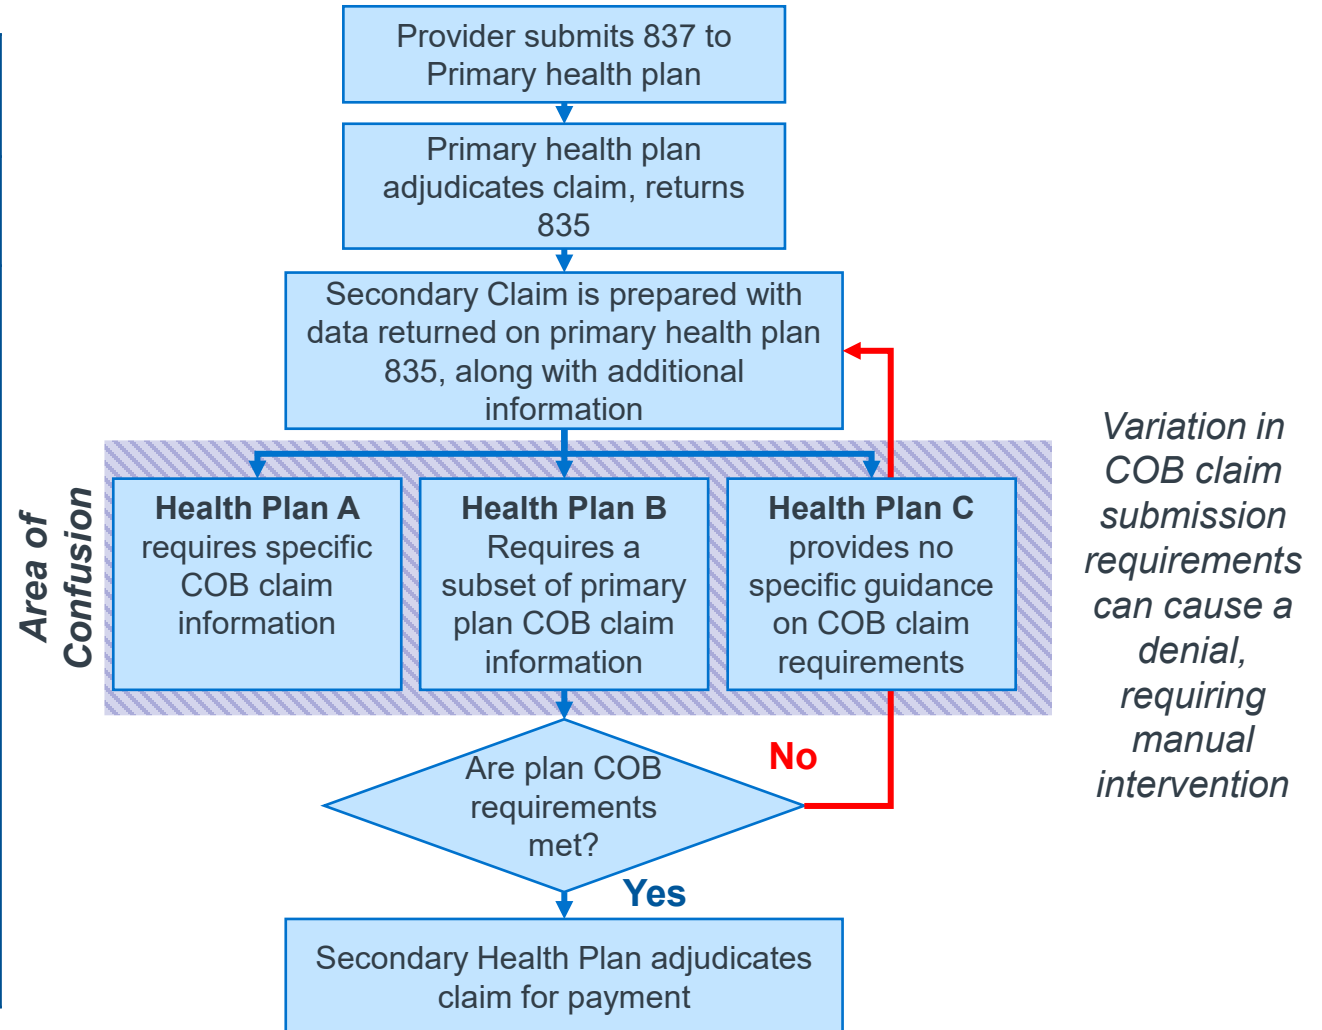 Provider submits 837 to
Primary health plan
Primary health plan
adjudicates claim, returns
835
Secondary Claim is prepared with
data returned on primary health plan
835, along with additional
information
Area of
Confusion
Health Plan A
requires specific
COB claim
information
Health Plan B
Requires a
subset of primary
plan COB claim
information
Health Plan C
provides no
specific guidance
on COB claim
requirements
Variation in
COB claim
submission
requirements
can cause a
denial,
requiring
manual
intervention
Are plan COB
requirements
met?
No
Yes
Secondary Health Plan adjudicates
claim for payment